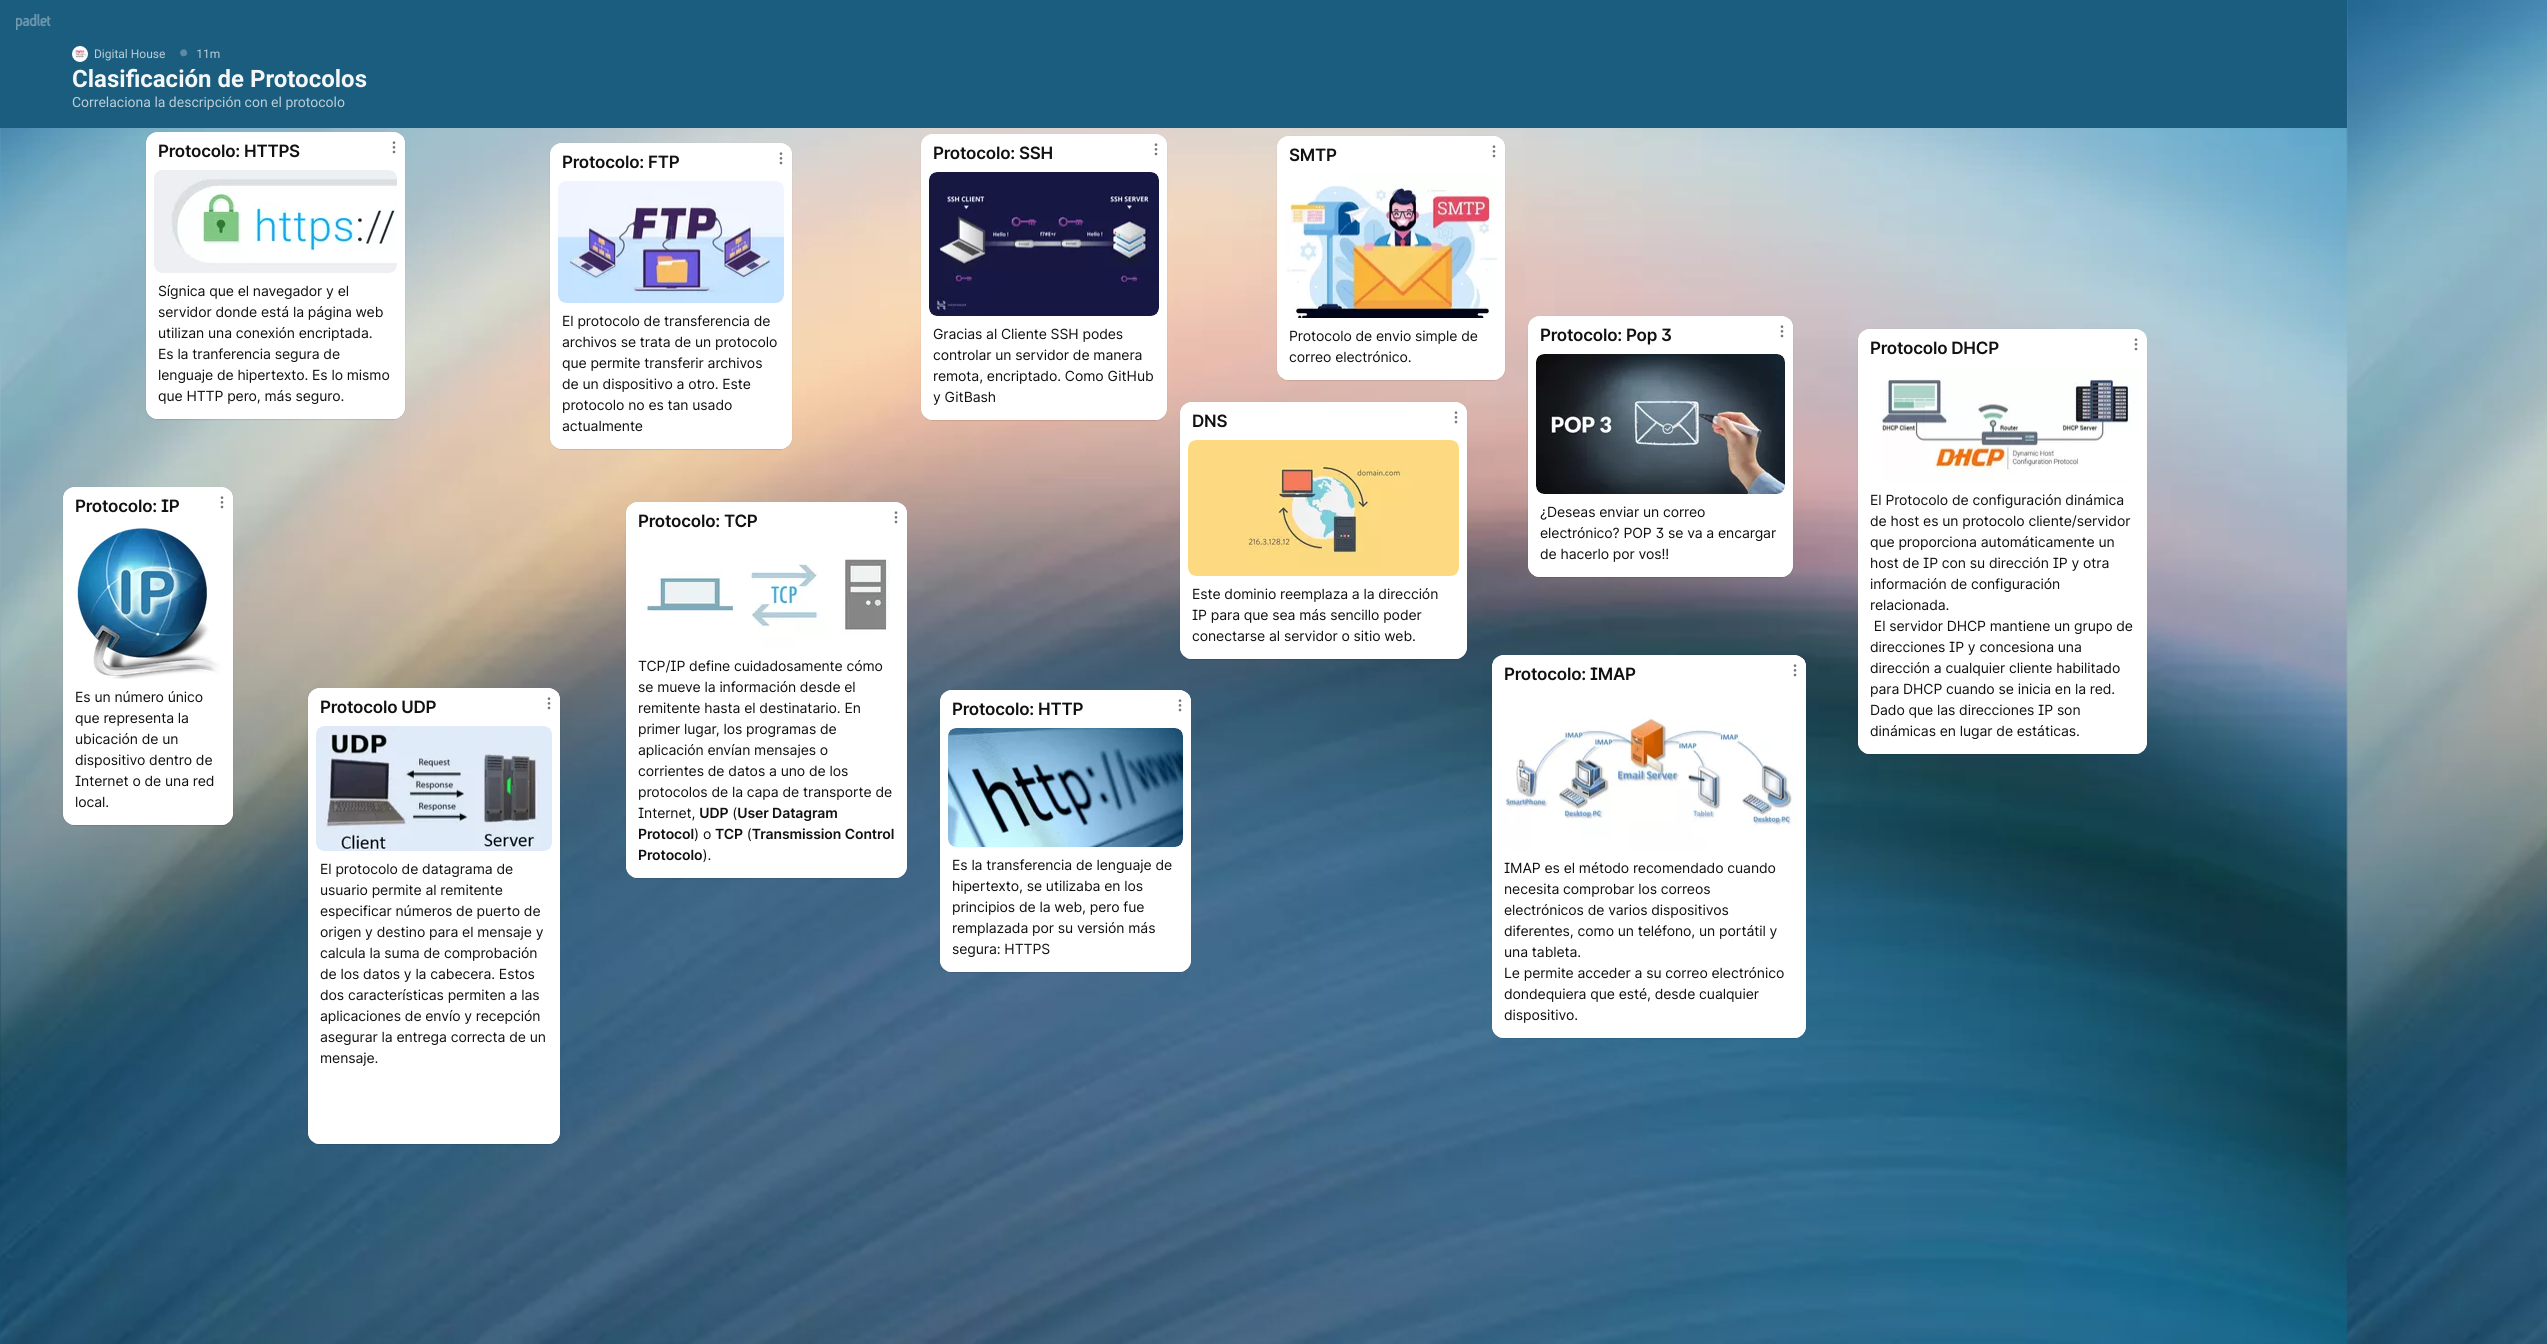 padlet
Digital House • 11m
Clasificación de Protocolos
Correlaciona la descripción con el protocolo
Protocolo: HTTPS
https://
Sígnica que el navegador y el
servidor donde está la página web
utilizan una conexión encriptada.
Es la tranferencia segura de
lenguaje de hipertexto. Es lo mismo
que HTTP pero, más seguro.
Protocolo: FTP
FTP
El protocolo de transferencia de
archivos se trata de un protocolo
que permite transferir archivos
de un dispositivo a otro. Este
protocolo no es tan usado
actualmente
Protocolo: SSH
SSH CLIENT
SSH SERVER
Hello !
Hello !
Gracias al Cliente SSH podes
controlar un servidor de manera
remota, encriptado. Como GitHub
y GitBash
SMTP
SMTP
Protocolo de envio simple de
correo electrónico.
Protocolo: Pop 3
POP 3
¿Deseas enviar un correo
electrónico? POP 3 se va a encargar
de hacerlo por vos!!
Protocolo DHCP
DHCP Client
Router
DHCP Server
DHCP
Dynamic Host
Configuration Protocol
El Protocolo de configuración dinámica
de host es un protocolo cliente/servidor
que proporciona automáticamente un
host de IP con su dirección IP y otra
información de configuración
relacionada.
El servidor DHCP mantiene un grupo de
direcciones IP y concesiona una
dirección a cualquier cliente habilitado
para DHCP cuando se inicia en la red.
Dado que las direcciones IP son
dinámicas en lugar de estáticas.
DNS
domain.com
216.3.128.12
Este dominio reemplaza a la dirección
IP para que sea más sencillo poder
conectarse al servidor o sitio web.
Protocolo: IP
IP
Es un número único
que representa la
ubicación de un
dispositivo dentro de
Internet o de una red
local.
Protocolo UDP
UDP
Request
Response
Response
Client
Server
El protocolo de datagrama de
usuario permite al remitente
especificar números de puerto de
origen y destino para el mensaje y
calcula la suma de comprobación
de los datos y la cabecera. Estos
dos características permiten a las
aplicaciones de envío y recepción
asegurar la entrega correcta de un
mensaje.
Protocolo: TCP
TCP
TCP/IP define cuidadosamente cómo
se mueve la información desde el
remitente hasta el destinatario. En
primer lugar, los programas de
aplicación envían mensajes o
corrientes de datos a uno de los
protocolos de la capa de transporte de
Internet, UDP (User Datagram
Protocol) o TCP (Transmission Control
Protocolo).
Protocolo: HTTP
http://www
Es la transferencia de lenguaje de
hipertexto, se utilizaba en los
principios de la web, pero fue
remplazada por su versión más
segura: HTTPS
Protocolo: IMAP
IMAP
IMAP
IMAP
IMAP
Email Server
SmartPhone
Desktop PC
Tablet
Desktop PC
IMAP es el método recomendado cuando
necesita comprobar los correos
electrónicos de varios dispositivos
diferentes, como un teléfono, un portátil y
una tableta.
Le permite acceder a su correo electrónico
dondequiera que esté, desde cualquier
dispositivo.